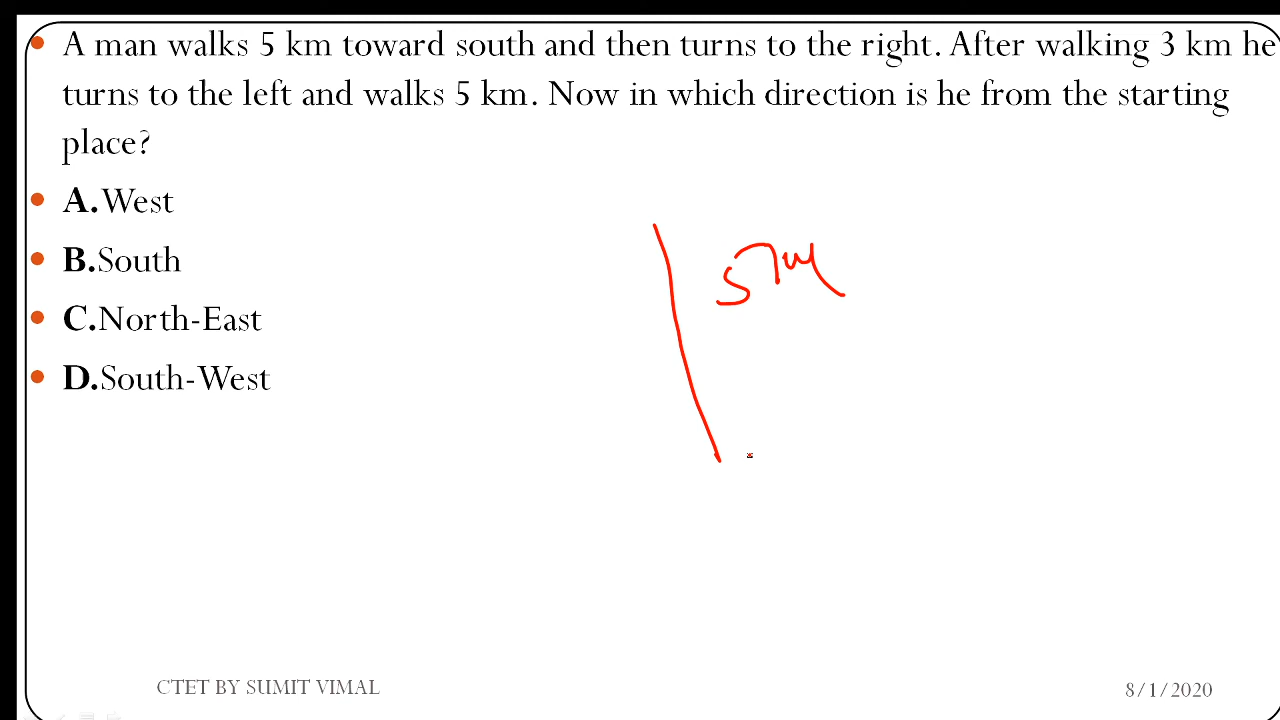 A man walks 5 km toward south and then turns to the right. After walking 3 km he
turns to the left and walks 5 km. Now in which direction is he from the starting
place?
A.West
B.South
C.North-East
D.South-West
CTET BY SUMIT VIMAL
8/1/2020